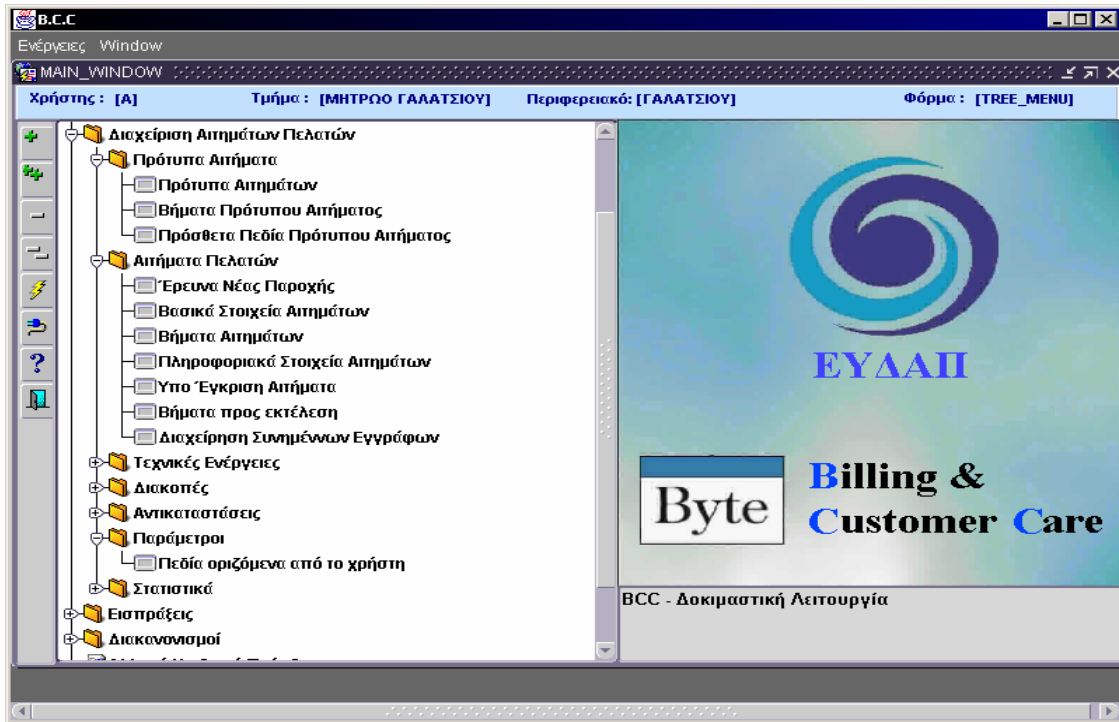 B.C.C
Ενέργειες Window
MAIN_WINDOW
Χρήστης : [Α] Τμήμα : [ΜΗΤΡΩΟ ΓΑΛΑΤΣΙΟΥ] Περιφερειακό: [ΓΑΛΑΤΣΙΟΥ] Φόρμα : [TREE_MENU]
Διαχείριση Αιτημάτων Πελατών
Πρότυπα Αιτήματα
Πρότυπα Αιτημάτων
Βήματα Πρότυπου Αιτήματος
Πρόσθετα Πεδία Πρότυπου Αιτήματος
Αιτήματα Πελατών
Έρευνα Νέας Παροχής
Βασικά Στοιχεία Αιτημάτων
Βήματα Αιτημάτων
Πληροφοριακά Στοιχεία Αιτημάτων
Υπο Έγκριση Αιτήματα
Βήματα προς εκτέλεση
Διαχείρηση Συνημέννων Εγγράφων
Τεχνικές Ενέργειες
Διακοπές
Αντικαταστάσεις
Παράμετροι
Πεδία οριζόμενα από το χρήστη
Στατιστικά
Εισπράξεις
Διακανονισμοί
ΕΥΔΑΠ
Byte
Billing &
Customer Care
BCC - Δοκιμαστική Λειτουργία